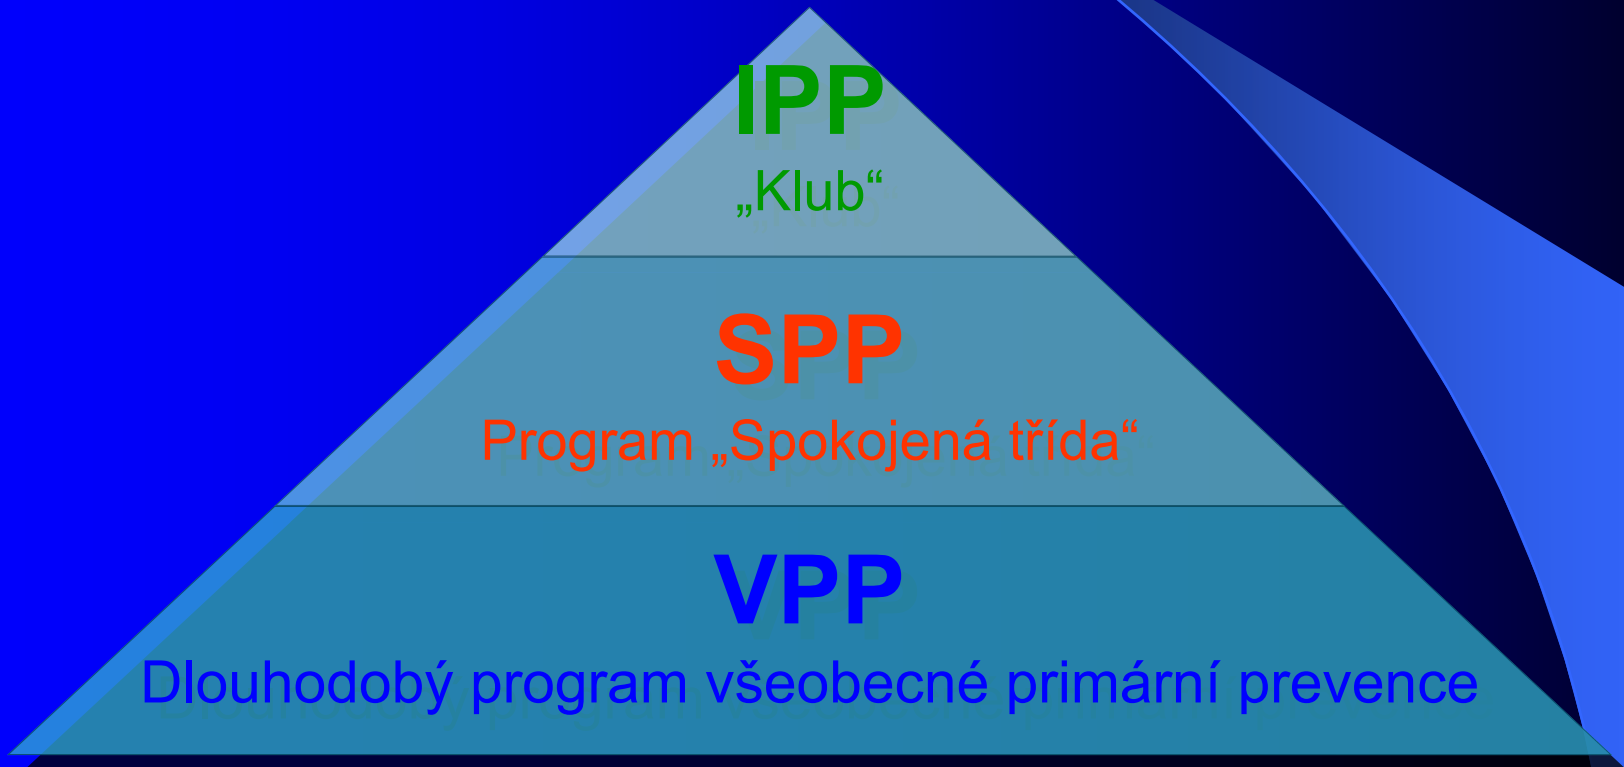 IPP
„Klub“
SPP
Program „Spokojená třída“
VPP
Dlouhodobý program všeobecné primární prevence